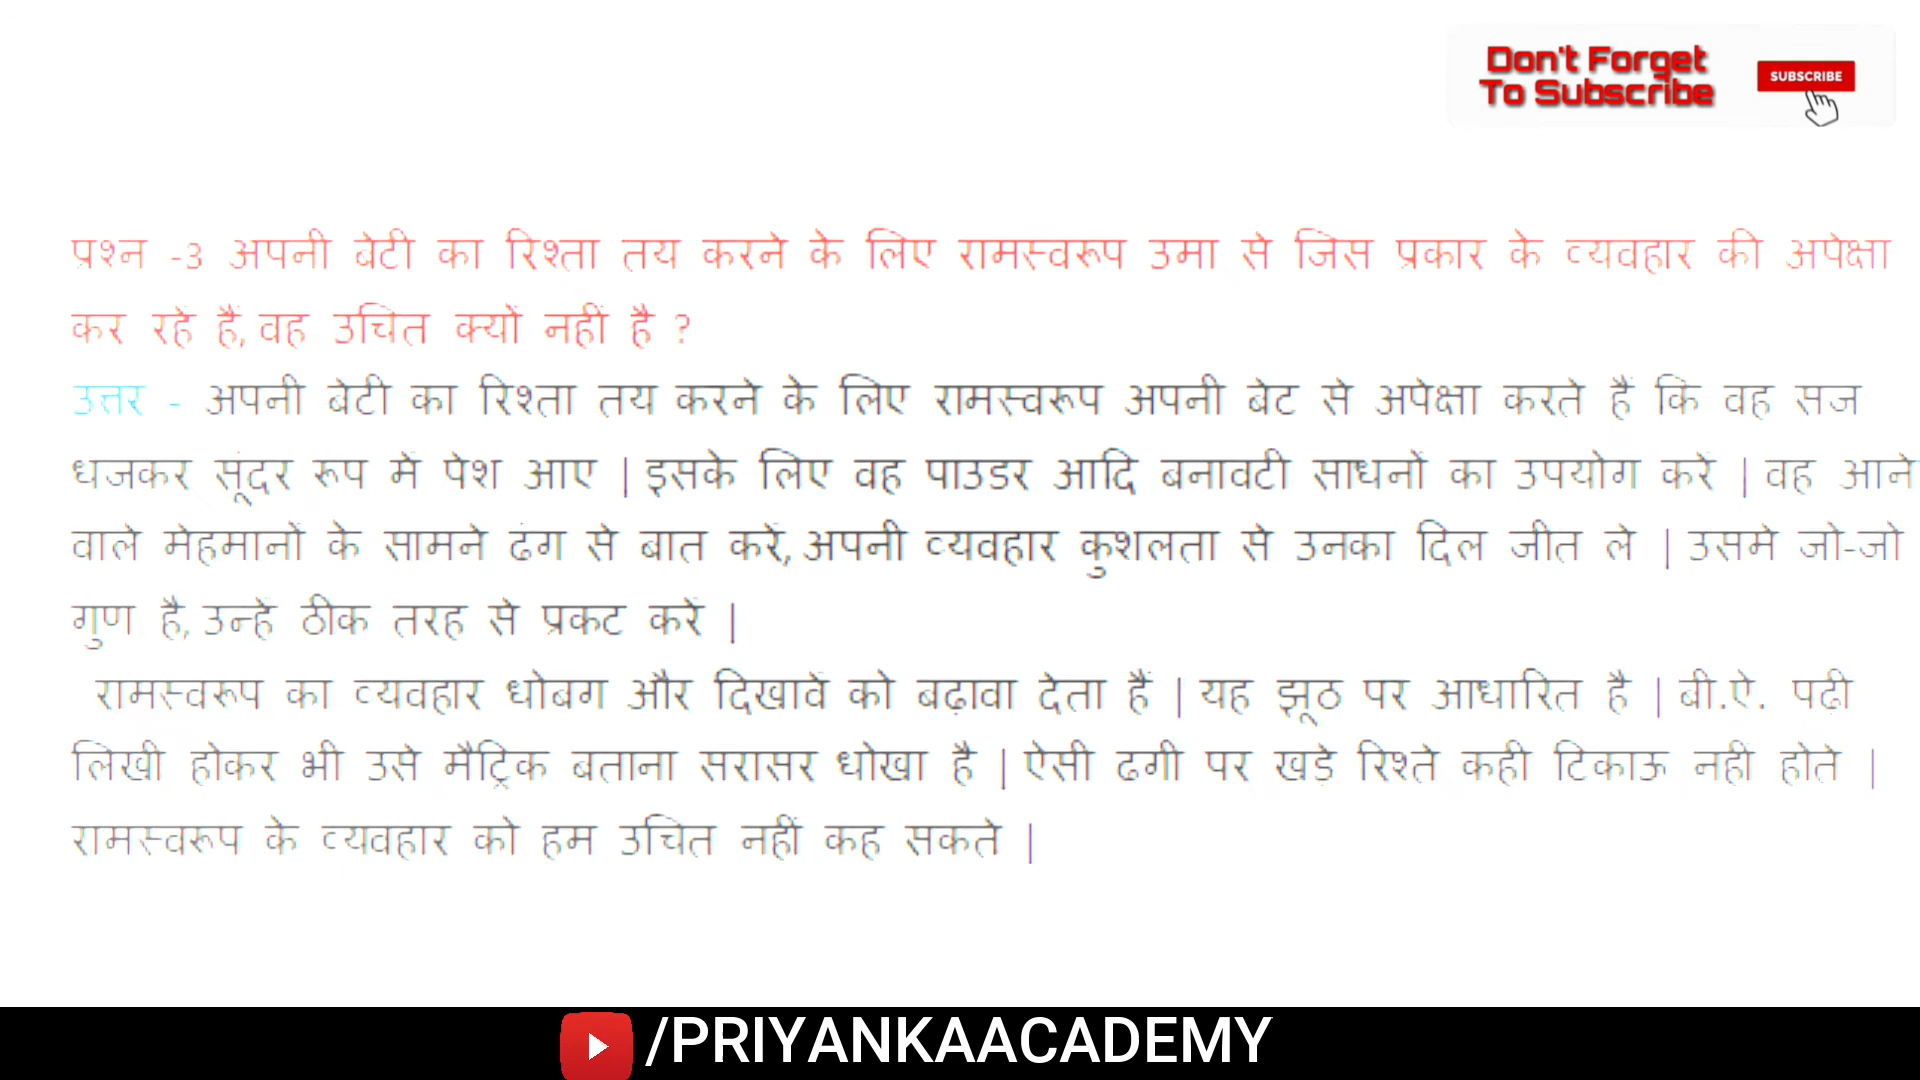 Don't Forget
To Subscribe
SUBSCRIBE
प्रश्न -3 अपनी बेटी का रिश्ता तय करने के लिए रामस्वरूप उमा से जिस प्रकार के व्यवहार की अपेक्षा
कर रहे हैं, वह उचित क्यों नहीं है ?
उत्तर - अपनी बेटी का रिश्ता तय करने के लिए रामस्वरूप अपनी बेट से अपेक्षा करते हैं कि वह सज
धजकर सूंदर रूप में पेश आए | इसके लिए वह पाउडर आदि बनावटी साधनों का उपयोग करे | वह आने
वाले मेहमानों के सामने ढंग से बात करें, अपनी व्यवहार कुशलता से उनका दिल जीत ले | उसमे जो-जो
गुण है, उन्हें ठीक तरह से प्रकट करें |
रामस्वरूप का व्यवहार धोबग और दिखावें को बढ़ावा देता हैं | यह झूठ पर आधारित है | बी.ऐ. पढी
लिखी होकर भी उसे मैट्रिक बताना सरासर धोखा है | ऐसी ढगी पर खड़े रिश्ते कही टिकाऊ नही होते |
रामस्वरूप के व्यवहार को हम उचित नहीं कह सकते |
/PRIYANKAACADEMY